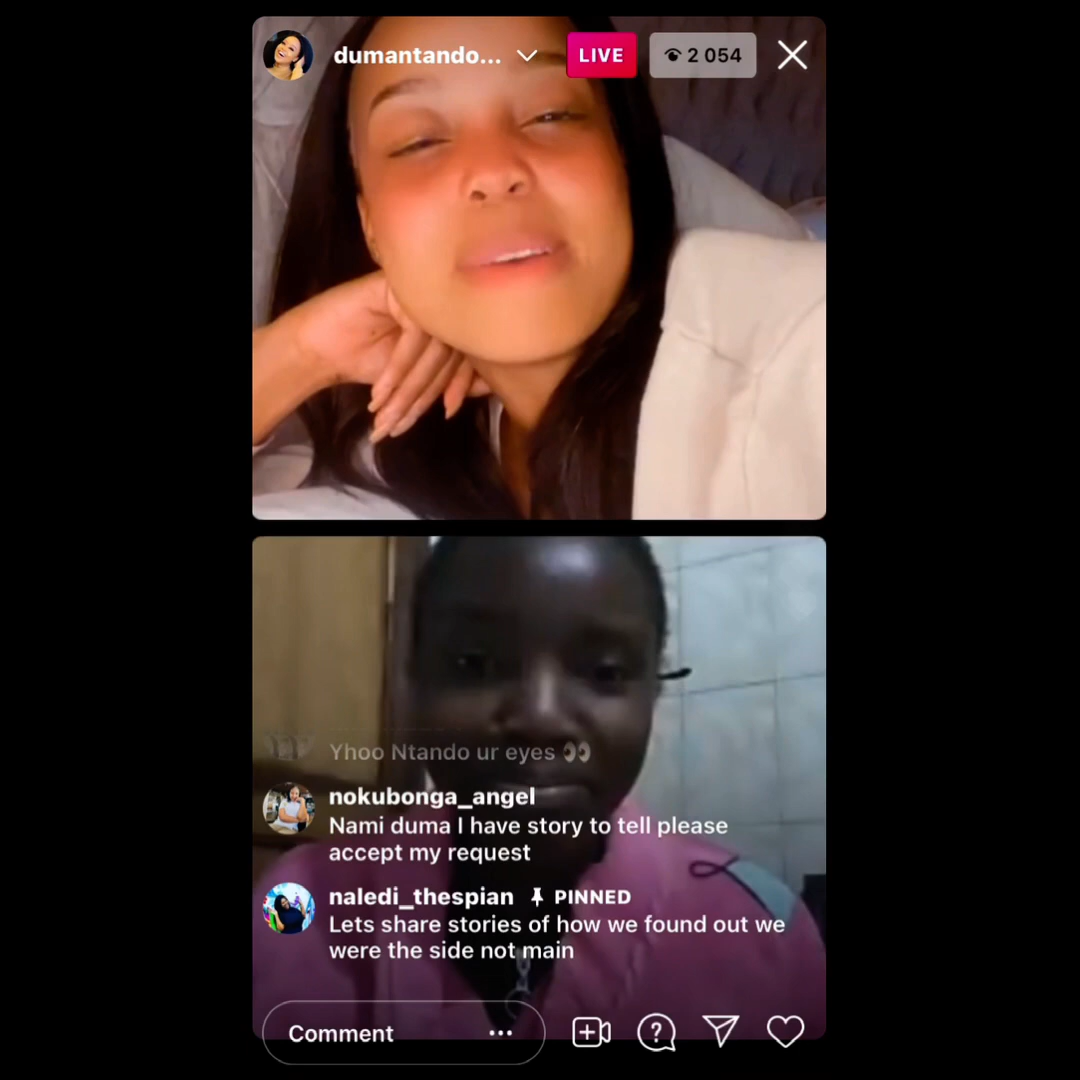 dumantando...
LIVE
2 054
Yhoo Ntando ur eyes 👀
nokubonga_angel
Nami duma I have story to tell please
accept my request
naledi_thespian PINNED
Lets share stories of how we found out we
were the side not main
Comment